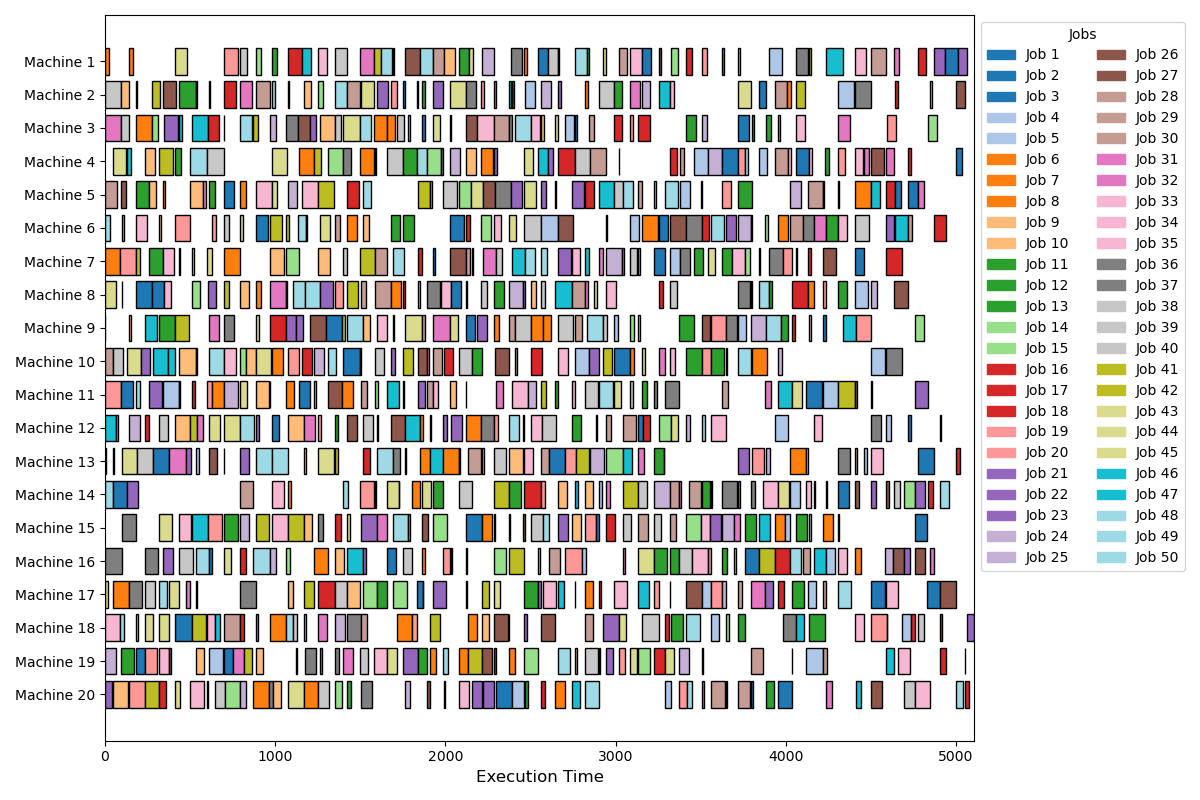 Machine 1
Machine 2
Machine 3
Machine 4
Machine 5
Machine 6
Machine 7
Machine 8
Machine 9
Machine 10
Machine 11
Machine 12
Machine 13
Machine 14
Machine 15
Machine 16
Machine 17
Machine 18
Machine 19
Machine 20
0 1000 2000 3000 4000 5000
Execution Time
Jobs
Job 1 Job 26
Job 2 Job 27
Job 3 Job 28
Job 4 Job 29
Job 5 Job 30
Job 6 Job 31
Job 7 Job 32
Job 8 Job 33
Job 9 Job 34
Job 10 Job 35
Job 11 Job 36
Job 12 Job 37
Job 13 Job 38
Job 14 Job 39
Job 15 Job 40
Job 16 Job 41
Job 17 Job 42
Job 18 Job 43
Job 19 Job 44
Job 20 Job 45
Job 21 Job 46
Job 22 Job 47
Job 23 Job 48
Job 24 Job 49
Job 25 Job 50